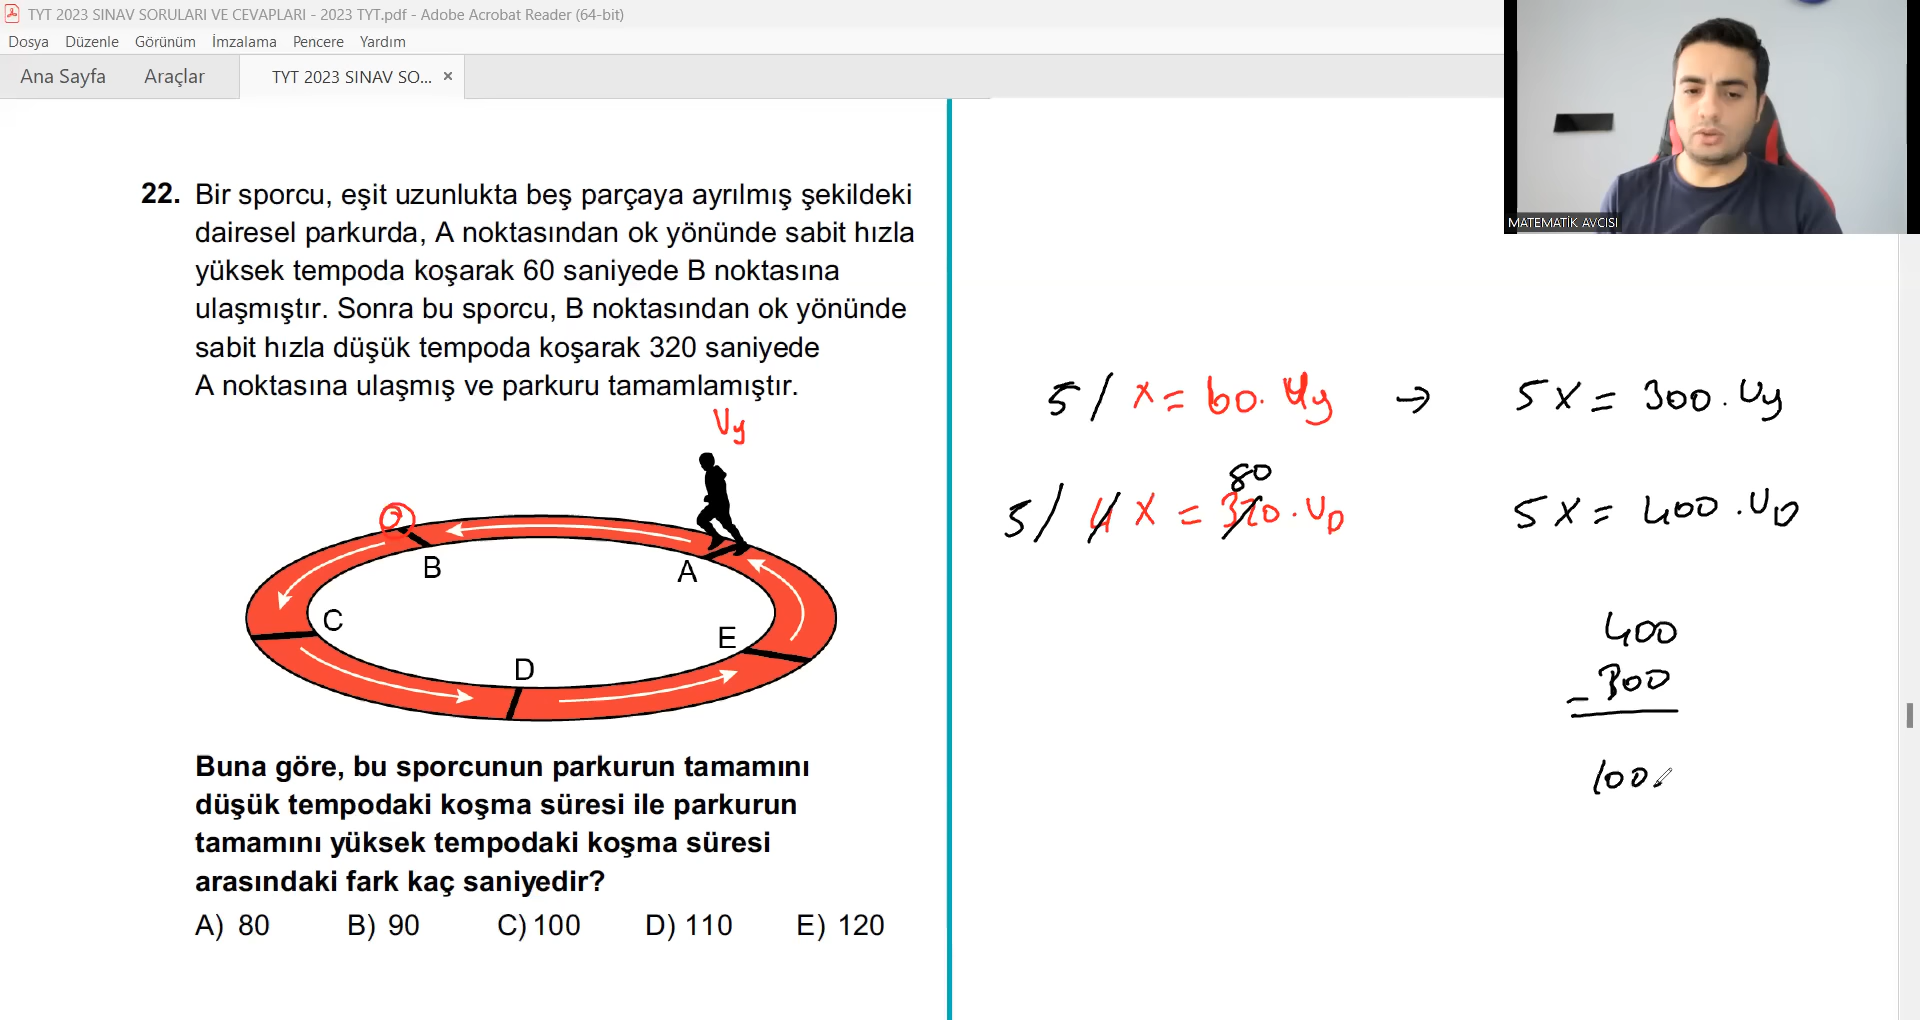 TYT 2023 SINAV SORULARI VE CEVAPLARI - 2023 TYT.pdf - Adobe Acrobat Reader (64-bit)
Dosya Düzenle Görünüm İmzalama Pencere Yardım
Ana Sayfa Araçlar TYT 2023 SINAV SO... ×
MATEMATİK AVCISI
22. Bir sporcu, eşit uzunlukta beş parçaya ayrılmış şekildeki
dairesel parkurda, A noktasından ok yönünde sabit hızla
yüksek tempoda koşarak 60 saniyede B noktasına
ulaşmıştır. Sonra bu sporcu, B noktasından ok yönünde
sabit hızla düşük tempoda koşarak 320 saniyede
A noktasına ulaşmış ve parkuru tamamlamıştır.
Vy
B
A
C
E
D
Buna göre, bu sporcunun parkurun tamamını
düşük tempodaki koşma süresi ile parkurun
tamamını yüksek tempodaki koşma süresi
arasındaki fark kaç saniyedir?
A) 80 B) 90 C) 100 D) 110 E) 120
5/ x = 60.Vy → 5x = 300.Vy
80
5/ 4x = 320.VD 5x = 400.VD
400
- 300
100